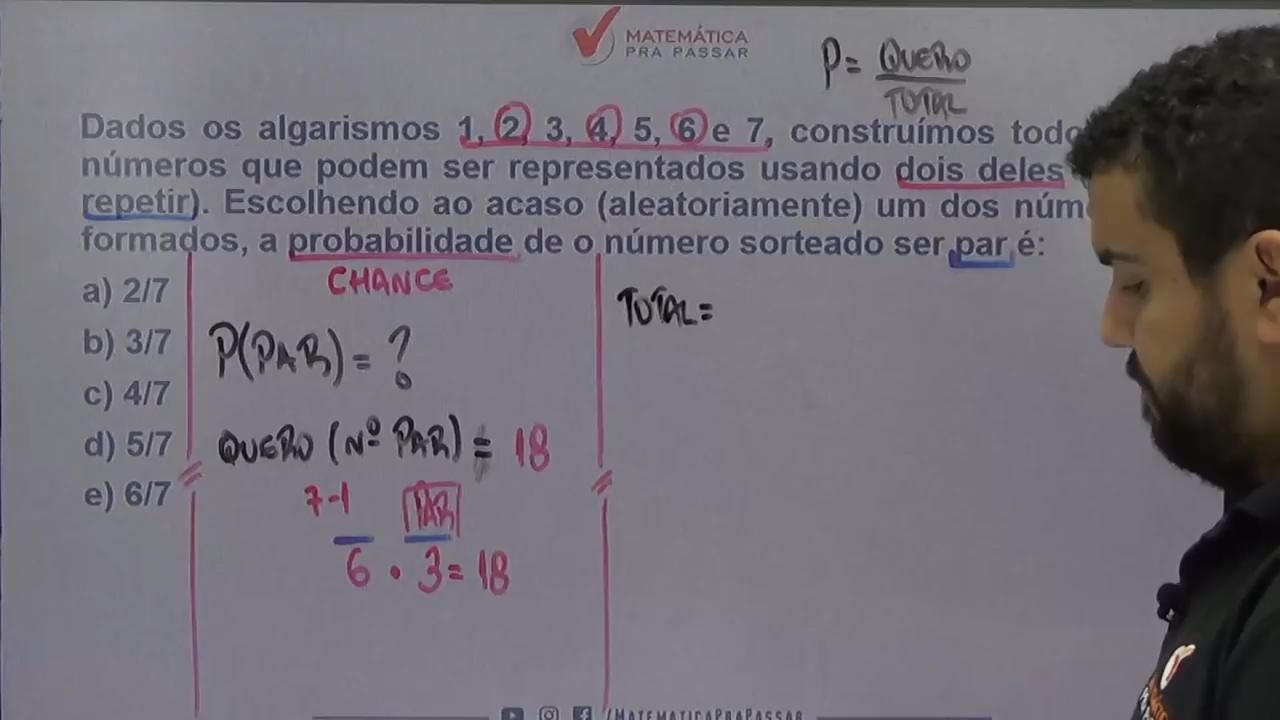 MATEMÁTICA
PRA PASSAR
P= QUERO
TOTAL
Dados os algarismos 1, 2, 3, 4, 5, 6 e 7, construímos
números que podem ser representados usando dois deles
repetir). Escolhendo ao acaso (aleatoriamente) um dos
formados, a probabilidade de o número sorteado ser par é:
CHANCE
a) 2/7
b) 3/7
c) 4/7
d) 5/7
e) 6/7
P(PAR) = ?
QUERO (Nº PAR) = 18
7-1 PAR
6 . 3 = 18
TOTAL =
/MATEMATICAPRAPASSAR